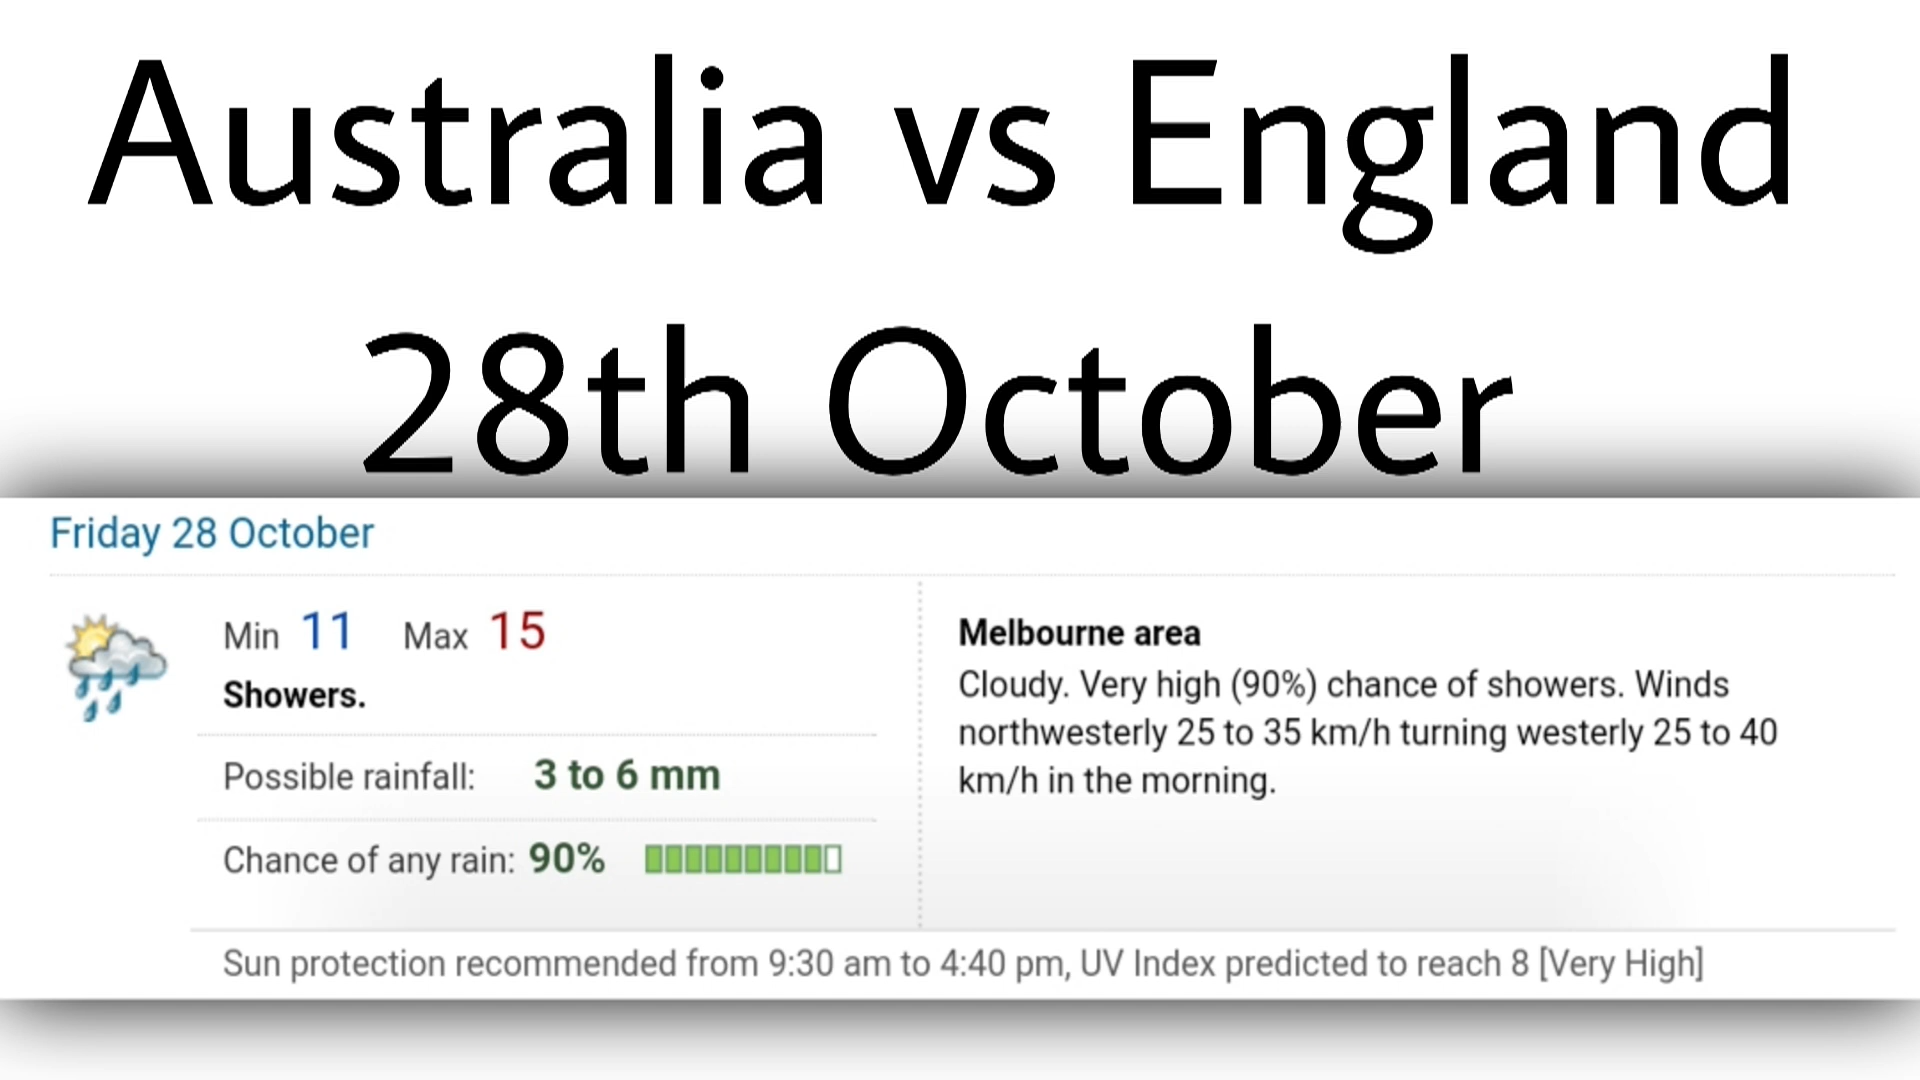 Australia vs England
28th October
Friday 28 October
Min 11 Max 15
Showers.
Possible rainfall: 3 to 6 mm
Chance of any rain: 90%
Melbourne area
Cloudy. Very high (90%) chance of showers. Winds
northwesterly 25 to 35 km/h turning westerly 25 to 40
km/h in the morning.
Sun protection recommended from 9:30 am to 4:40 pm, UV Index predicted to reach 8 [Very High]